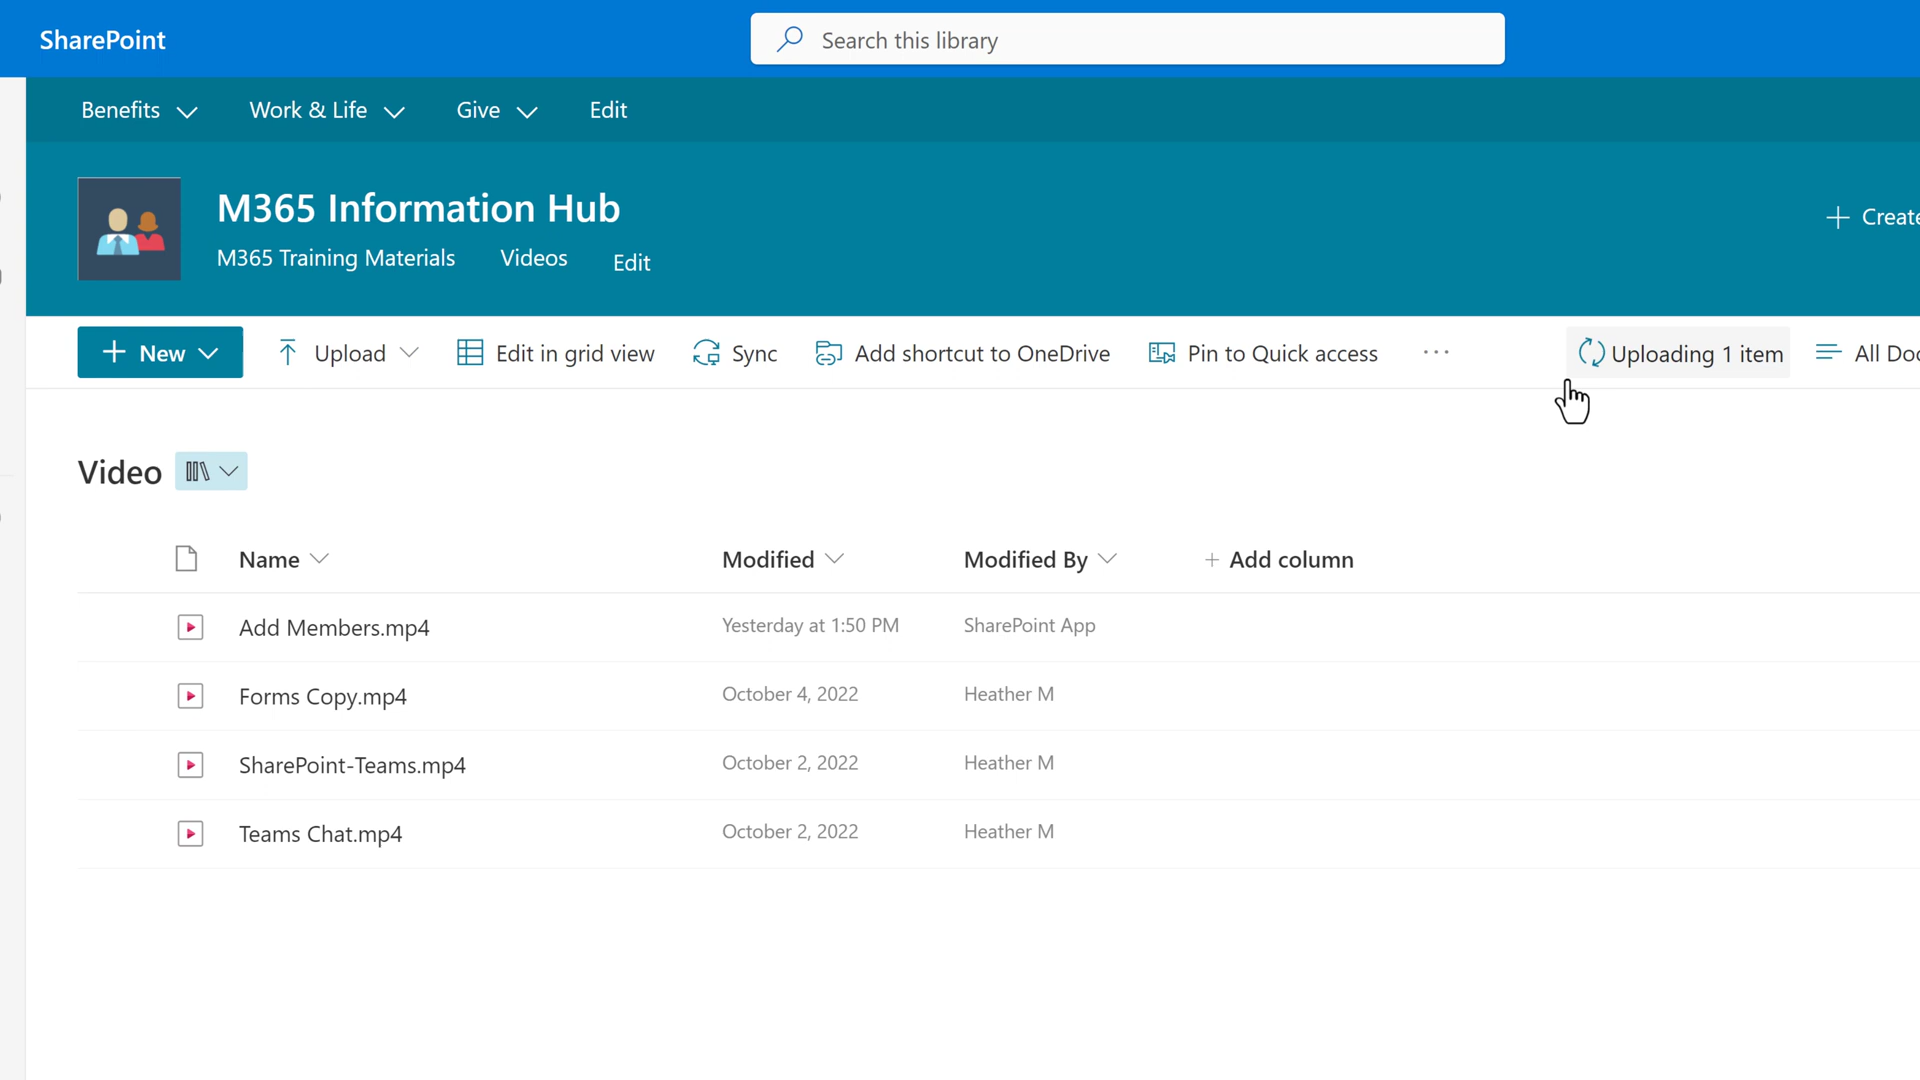 SharePoint
Search this library
Benefits
Work & Life
Give
Edit
M365 Information Hub
M365 Training Materials
Videos
Edit
+ Create
+ New
Upload
Edit in grid view
Sync
Add shortcut to OneDrive
Pin to Quick access
...
Uploading 1 item
All Doc
Video
Name
Modified
Modified By
+ Add column
Add Members.mp4
Yesterday at 1:50 PM
SharePoint App
Forms Copy.mp4
October 4, 2022
Heather M
SharePoint-Teams.mp4
October 2, 2022
Heather M
Teams Chat.mp4
October 2, 2022
Heather M